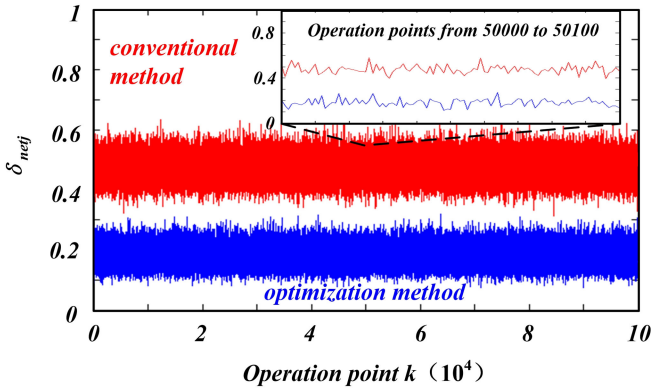 1
conventional
method
0.8
Operation points from 50000 to 50100
0.8
0.4
0
0.6
0.4
0.2
0
δnetj
optimization method
0 2 4 6 8 10
Operation point k（10⁴）